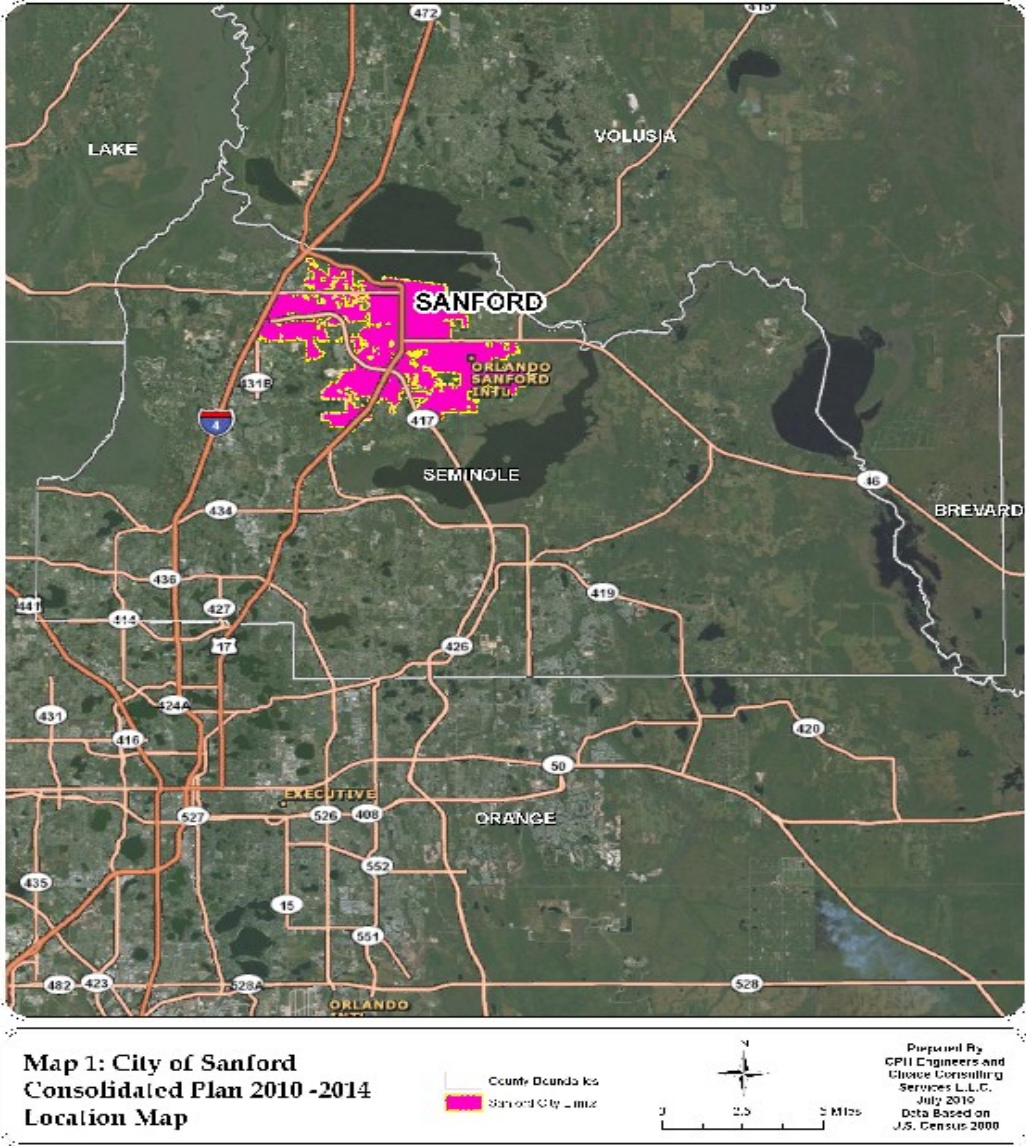 472
415
LAKE
VOLUSIA
SANFORD
ORLANDO
SANFORD
INTL
431B
4
417
SEMINOLE
46
BREVARD
434
436
441
427
414
419
17
426
431
424A
416
420
50
EXECUTIVE
527
526
408
ORANGE
552
435
15
551
482
423
528A
528
ORLANDO
INTL
Map 1: City of Sanford
Consolidated Plan 2010 -2014
Location Map
County Boundaries
Sanford City Limits
N
0 2.5 5 Miles
Prepared By
CPH Engineers and
Choice Consulting
Services L.L.C.
July 2010
Data Based on
U.S. Census 2000